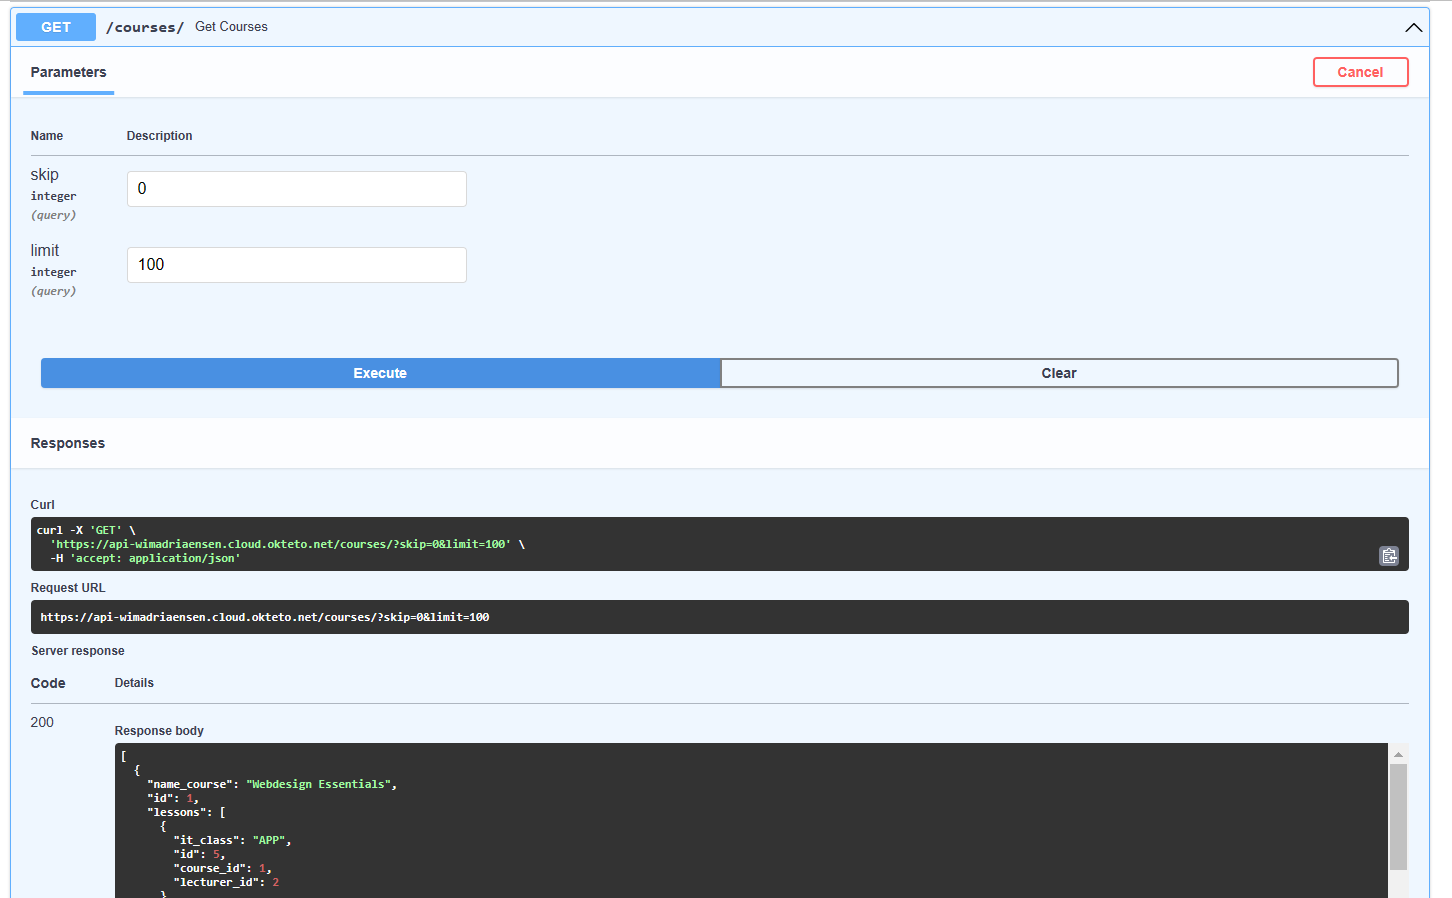 GET /courses/ Get Courses
Parameters Cancel
Name Description
skip
integer
(query)
0
limit
integer
(query)
100
Execute Clear
Responses
Curl
curl -X 'GET' \
'https://api-wimadriaensen.cloud.okteto.net/courses/?skip=0&limit=100' \
-H 'accept: application/json'
Request URL
https://api-wimadriaensen.cloud.okteto.net/courses/?skip=0&limit=100
Server response
Code Details
200
Response body
[
{
"name_course": "Webdesign Essentials",
"id": 1,
"lessons": [
{
"it_class": "APP",
"id": 5,
"course_id": 1,
"lecturer_id": 2
}